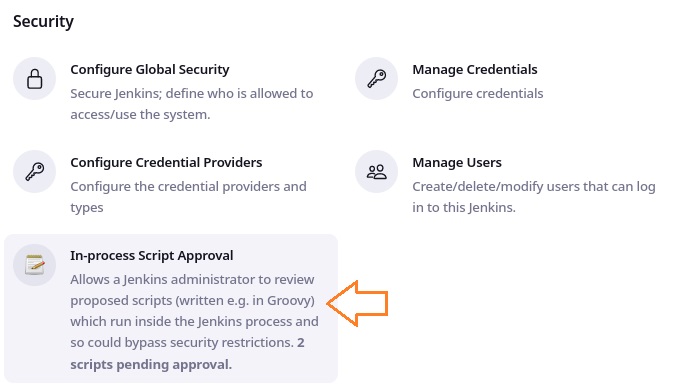 Security
Configure Global Security
Secure Jenkins; define who is allowed to
access/use the system.
Manage Credentials
Configure credentials
Configure Credential Providers
Configure the credential providers and
types
Manage Users
Create/delete/modify users that can log
in to this Jenkins.
In-process Script Approval
Allows a Jenkins administrator to review
proposed scripts (written e.g. in Groovy)
which run inside the Jenkins process and
so could bypass security restrictions. 2
scripts pending approval.